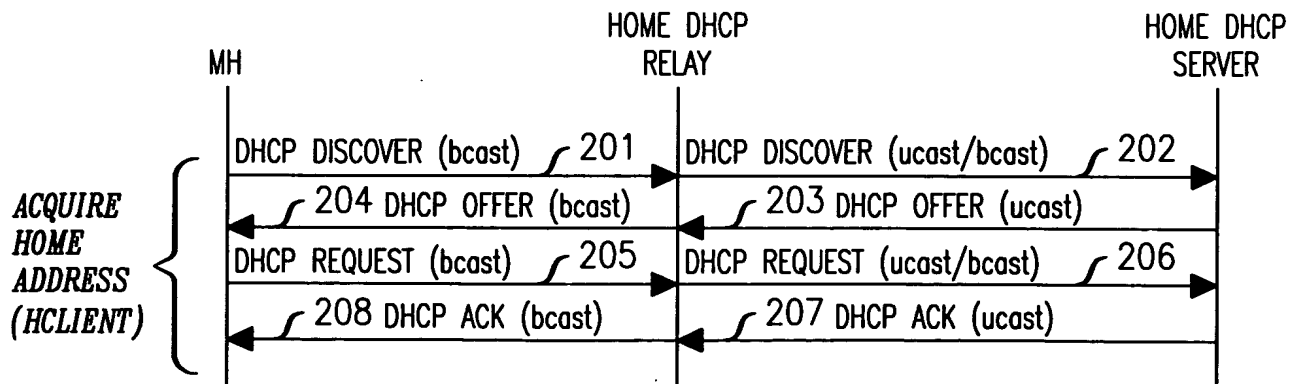 MH
HOME DHCP
RELAY
HOME DHCP
SERVER
ACQUIRE
HOME
ADDRESS
(HCLIENT)
DHCP DISCOVER (bcast) 201
DHCP DISCOVER (ucast/bcast) 202
204 DHCP OFFER (bcast)
203 DHCP OFFER (ucast)
DHCP REQUEST (bcast) 205
DHCP REQUEST (ucast/bcast) 206
208 DHCP ACK (bcast)
207 DHCP ACK (ucast)